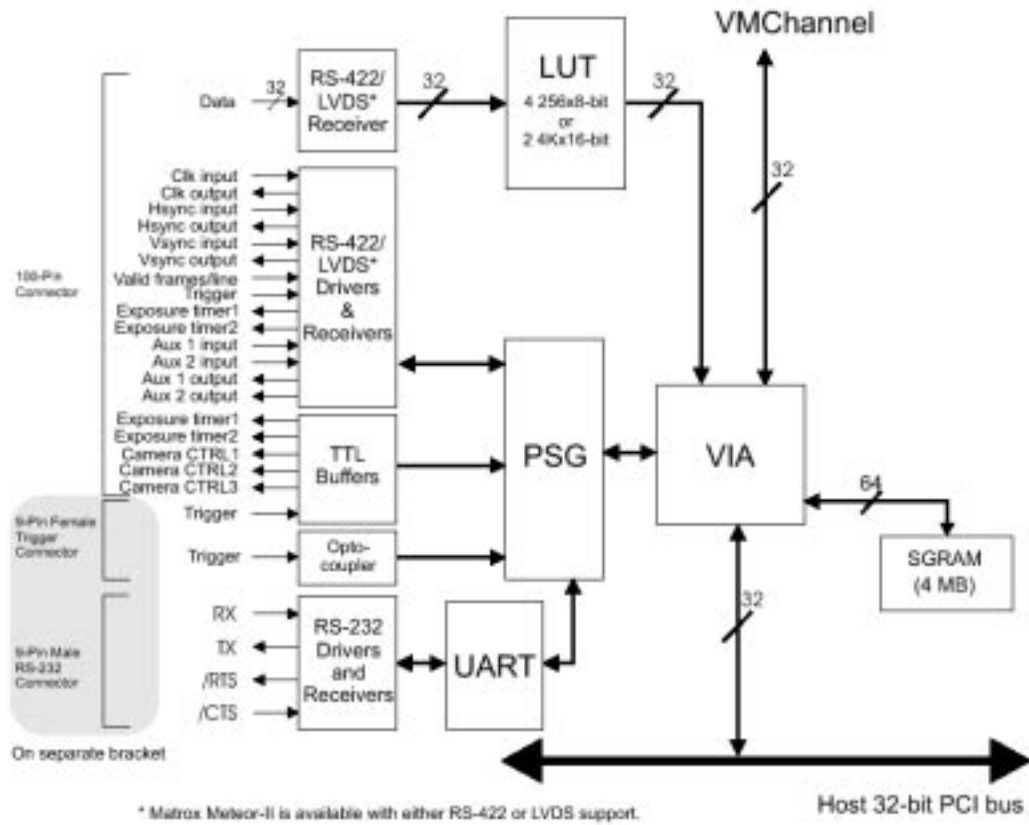 VMChannel
RS-422/
LVDS*
Receiver
LUT
4 256x8-bit
or
2 4Kx16-bit
Data
32
32
32
32
100-Pin
Connector
Clk input
Clk output
Hsync input
Hsync output
Vsync input
Vsync output
Valid frames/line
Trigger
Exposure timer1
Exposure timer2
Aux 1 input
Aux 2 input
Aux 1 output
Aux 2 output
RS-422/
LVDS*
Drivers
&
Receivers
Exposure timer1
Exposure timer2
Camera CTRL1
Camera CTRL2
Camera CTRL3
Trigger
TTL
Buffers
PSG
VIA
64
SGRAM
(4 MB)
9-Pin Female
Trigger
Connector
Trigger
Opto-
coupler
32
9-Pin Male
RS-232
Connector
RX
TX
/RTS
/CTS
RS-232
Drivers
and
Receivers
UART
On separate bracket
Host 32-bit PCI bus
* Matrox Meteor-II is available with either RS-422 or LVDS support.